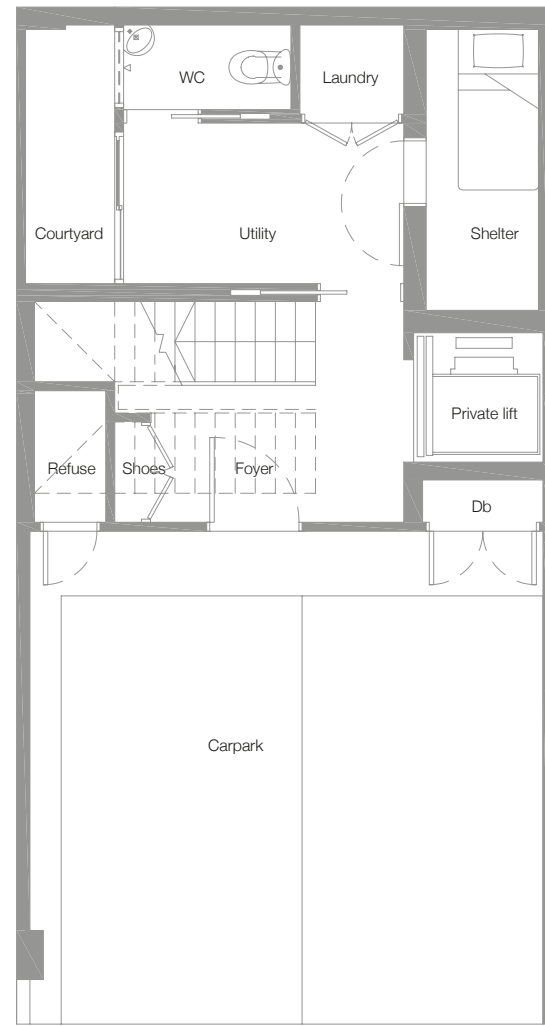 WC
Laundry
Courtyard
Utility
Shelter
Private lift
Refuse
Shoes
Foyer
Db
Carpark